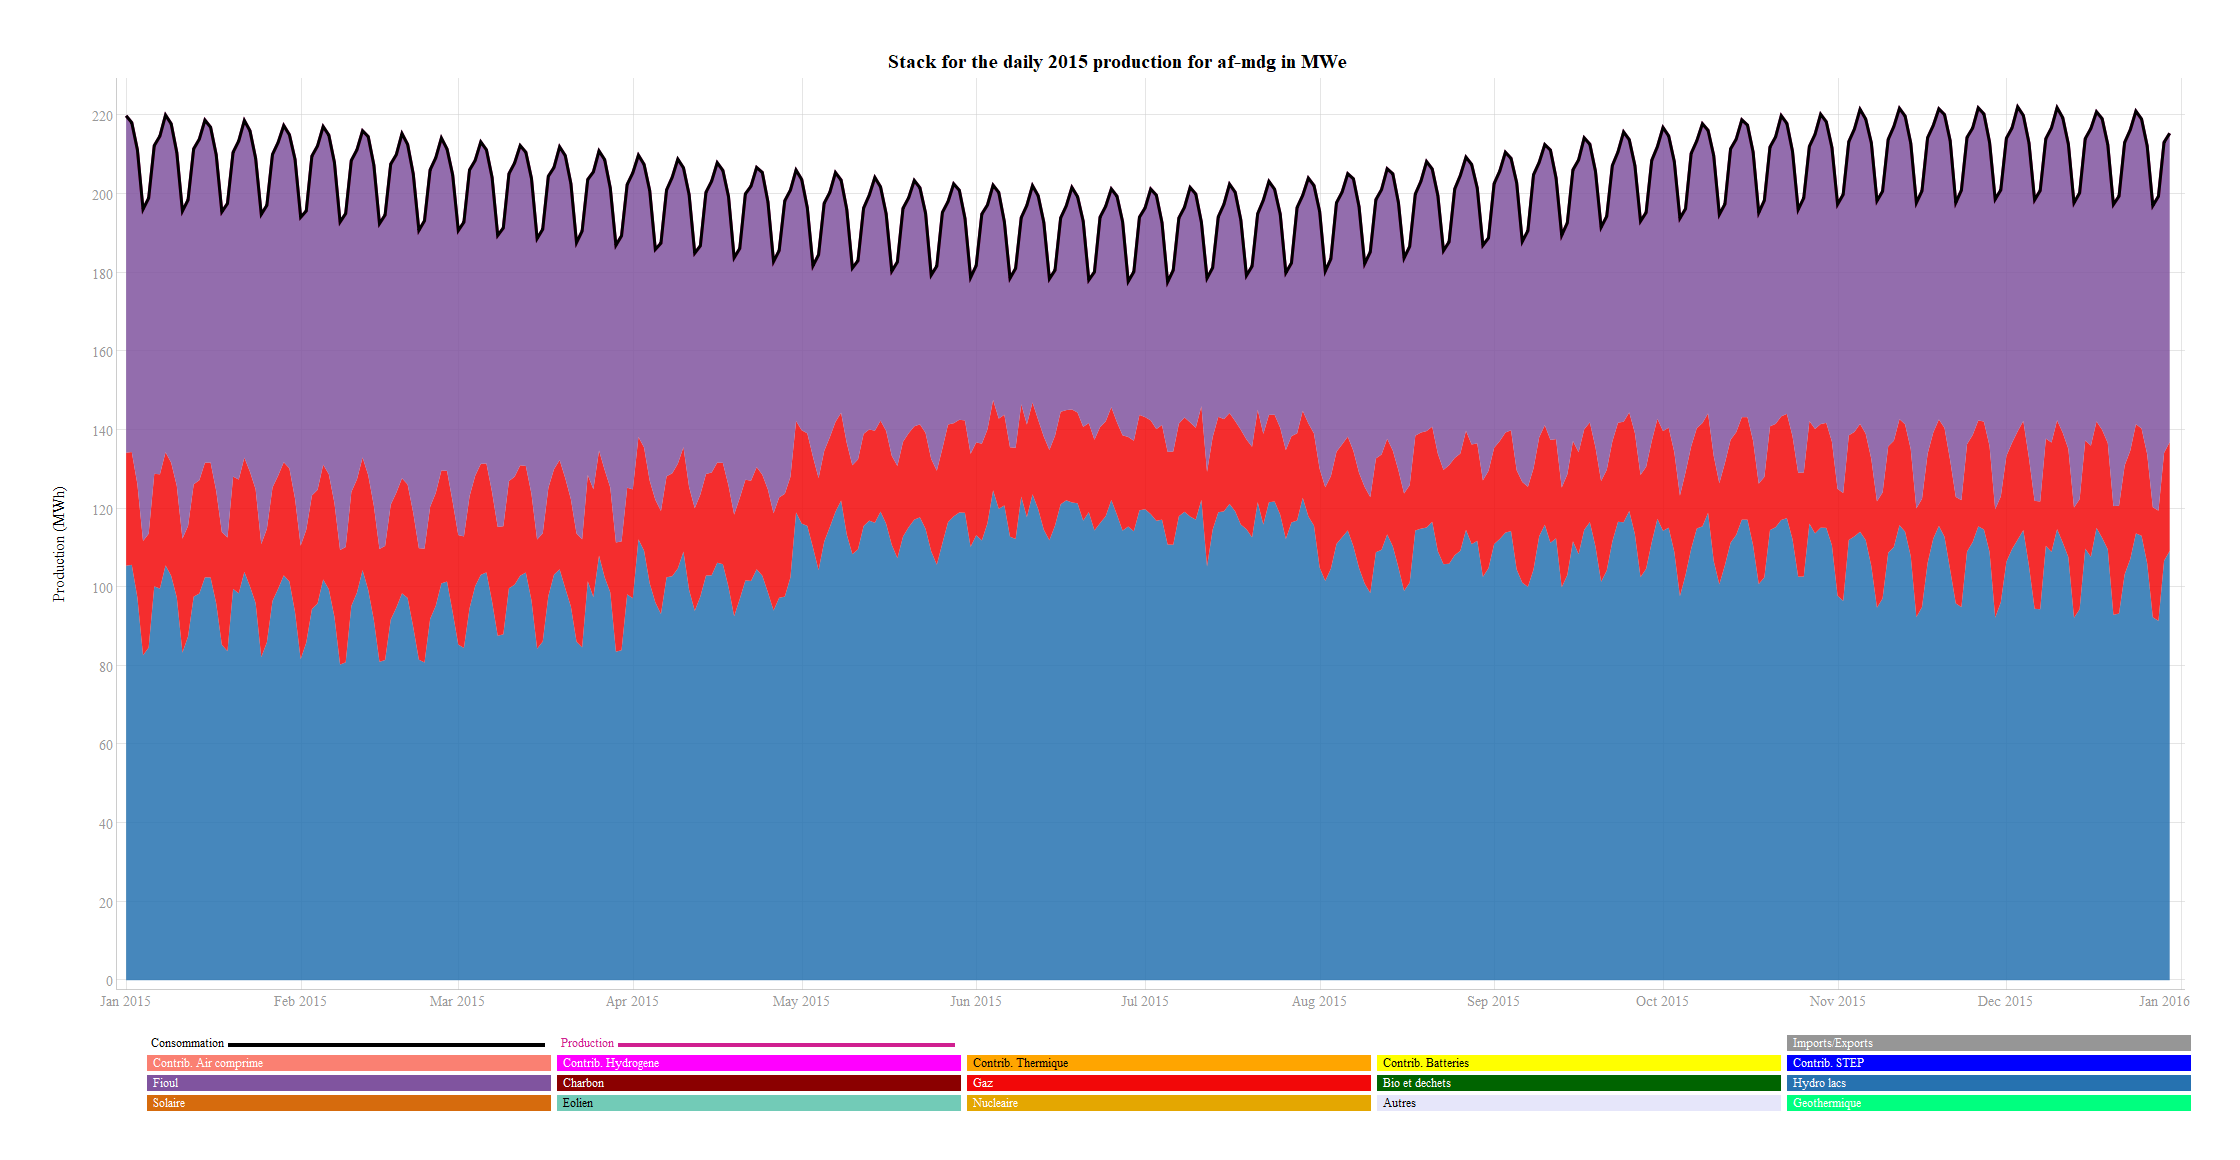 Stack for the daily 2015 production for af-mdg in MWe
220
200
180
160
140
120
100
80
60
40
20
0
Production (MWh)
Jan 2015 Feb 2015 Mar 2015 Apr 2015 May 2015 Jun 2015 Jul 2015 Aug 2015 Sep 2015 Oct 2015 Nov 2015 Dec 2015 Jan 2016
Consommation Production Imports/Exports
Contrib. Air comprime Contrib. Hydrogene Contrib. Thermique Contrib. Batteries Contrib. STEP
Fioul Charbon Gaz Bio et dechets Hydro lacs
Solaire Eolien Nucleaire Autres Geothermique